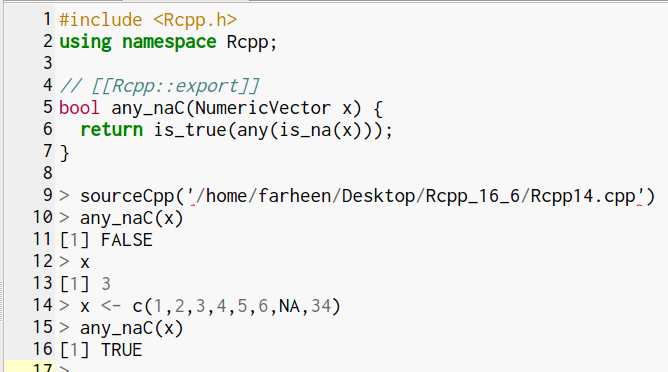 1 #include <Rcpp.h>
2 using namespace Rcpp;
3
4 // [[Rcpp::export]]
5 bool any_naC(NumericVector x) {
6   return is_true(any(is_na(x)));
7 }
8
9 > sourceCpp('/home/farheen/Desktop/Rcpp_16_6/Rcpp14.cpp')
10 > any_naC(x)
11 [1] FALSE
12 > x
13 [1] 3
14 > x <- c(1,2,3,4,5,6,NA,34)
15 > any_naC(x)
16 [1] TRUE
17 >